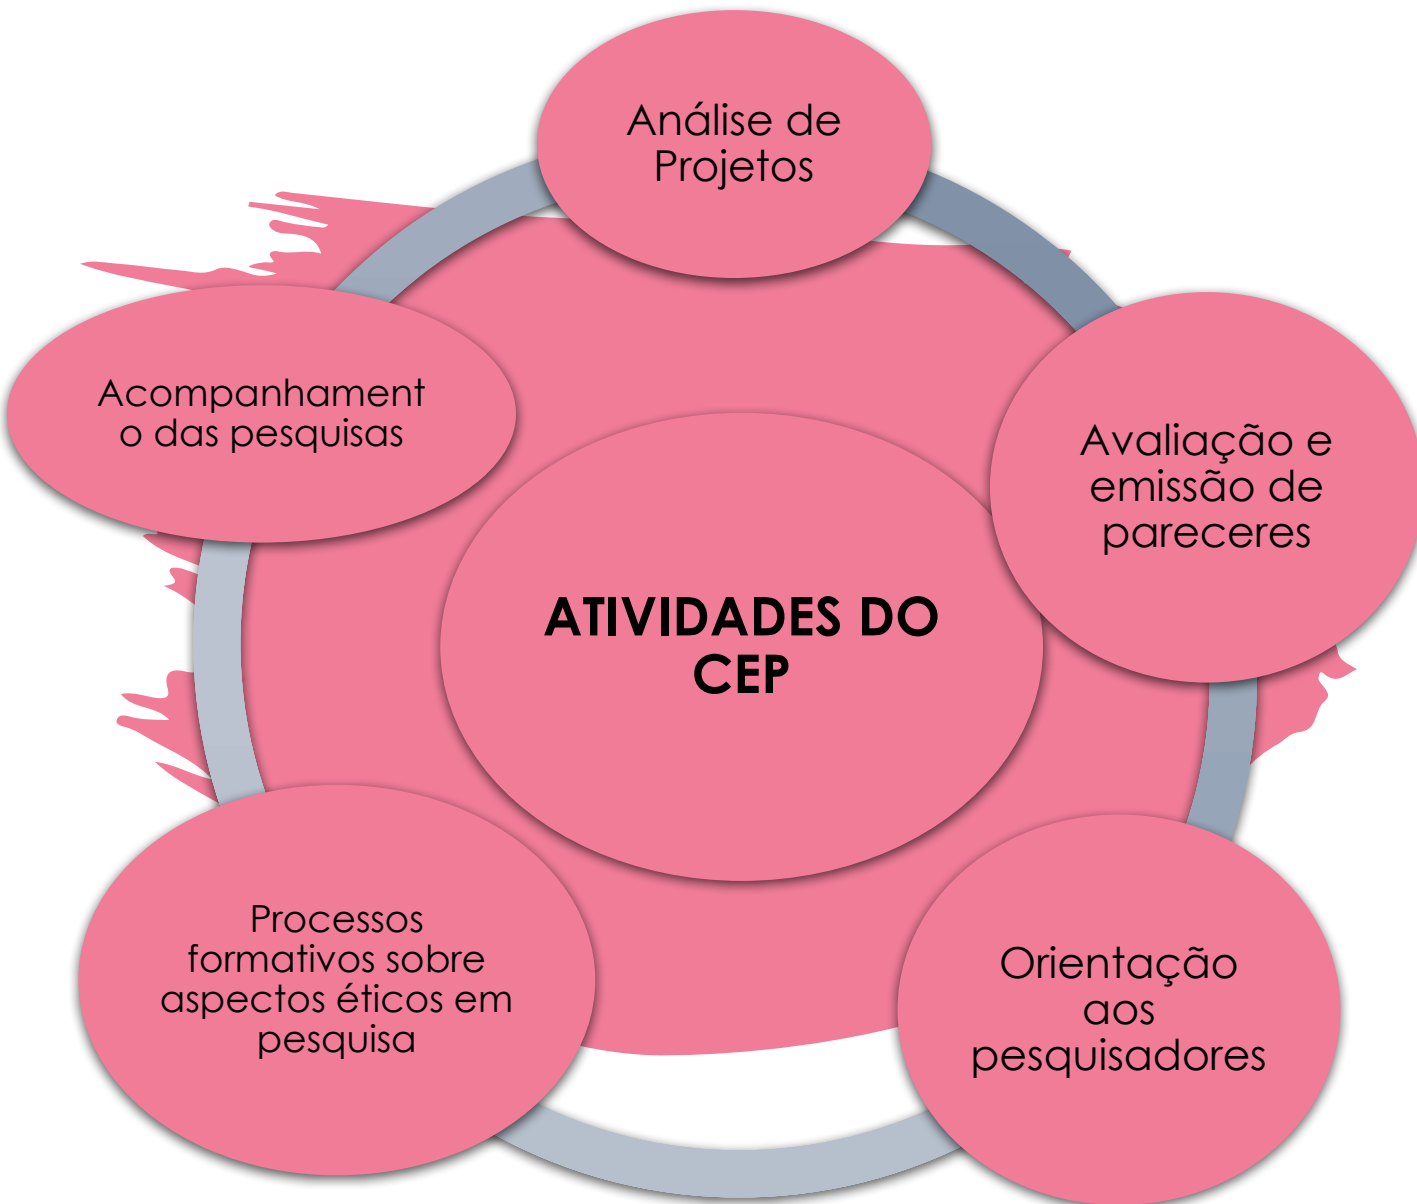 Análise de
Projetos
Avaliação e
emissão de
pareceres
Orientação
aos
pesquisadores
Processos
formativos sobre
aspectos éticos em
pesquisa
Acompanhament
o das pesquisas
ATIVIDADES DO
CEP